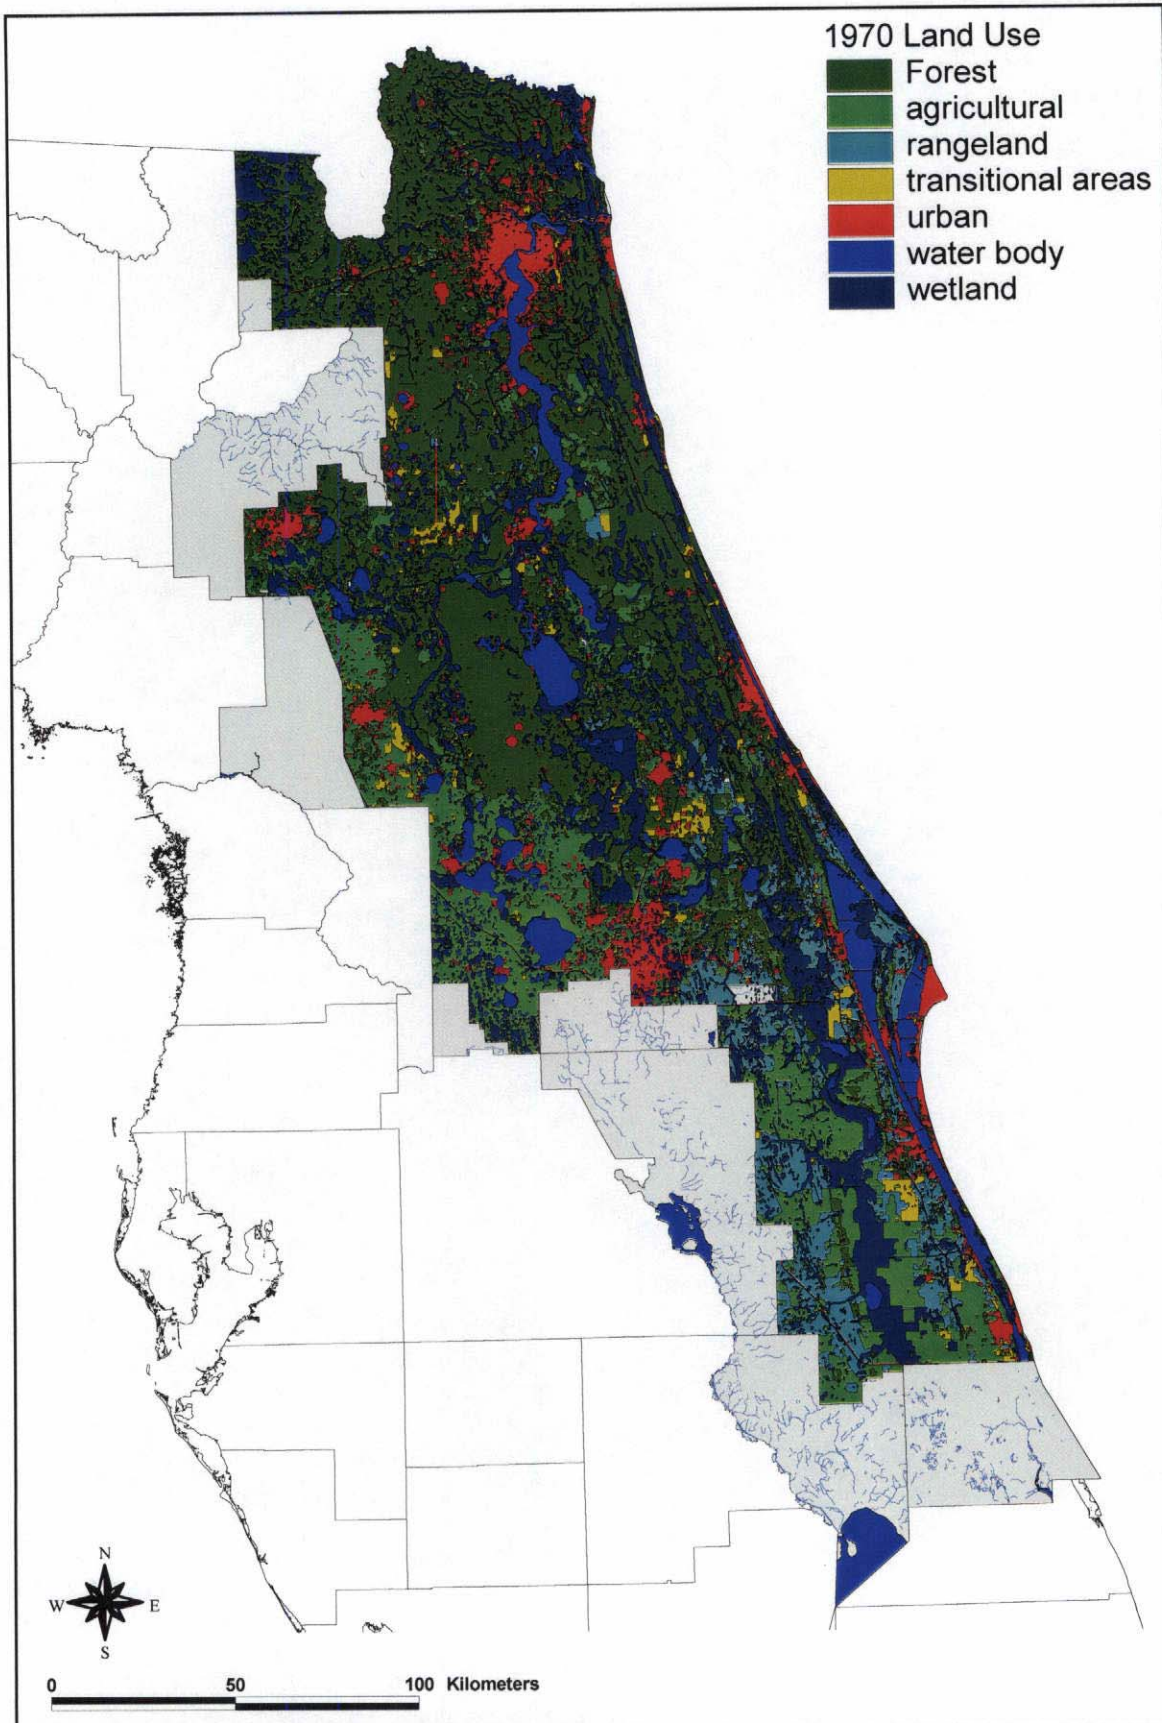 1970 Land Use
Forest
agricultural
rangeland
transitional areas
urban
water body
wetland
N
W E
S
0 50 100 Kilometers